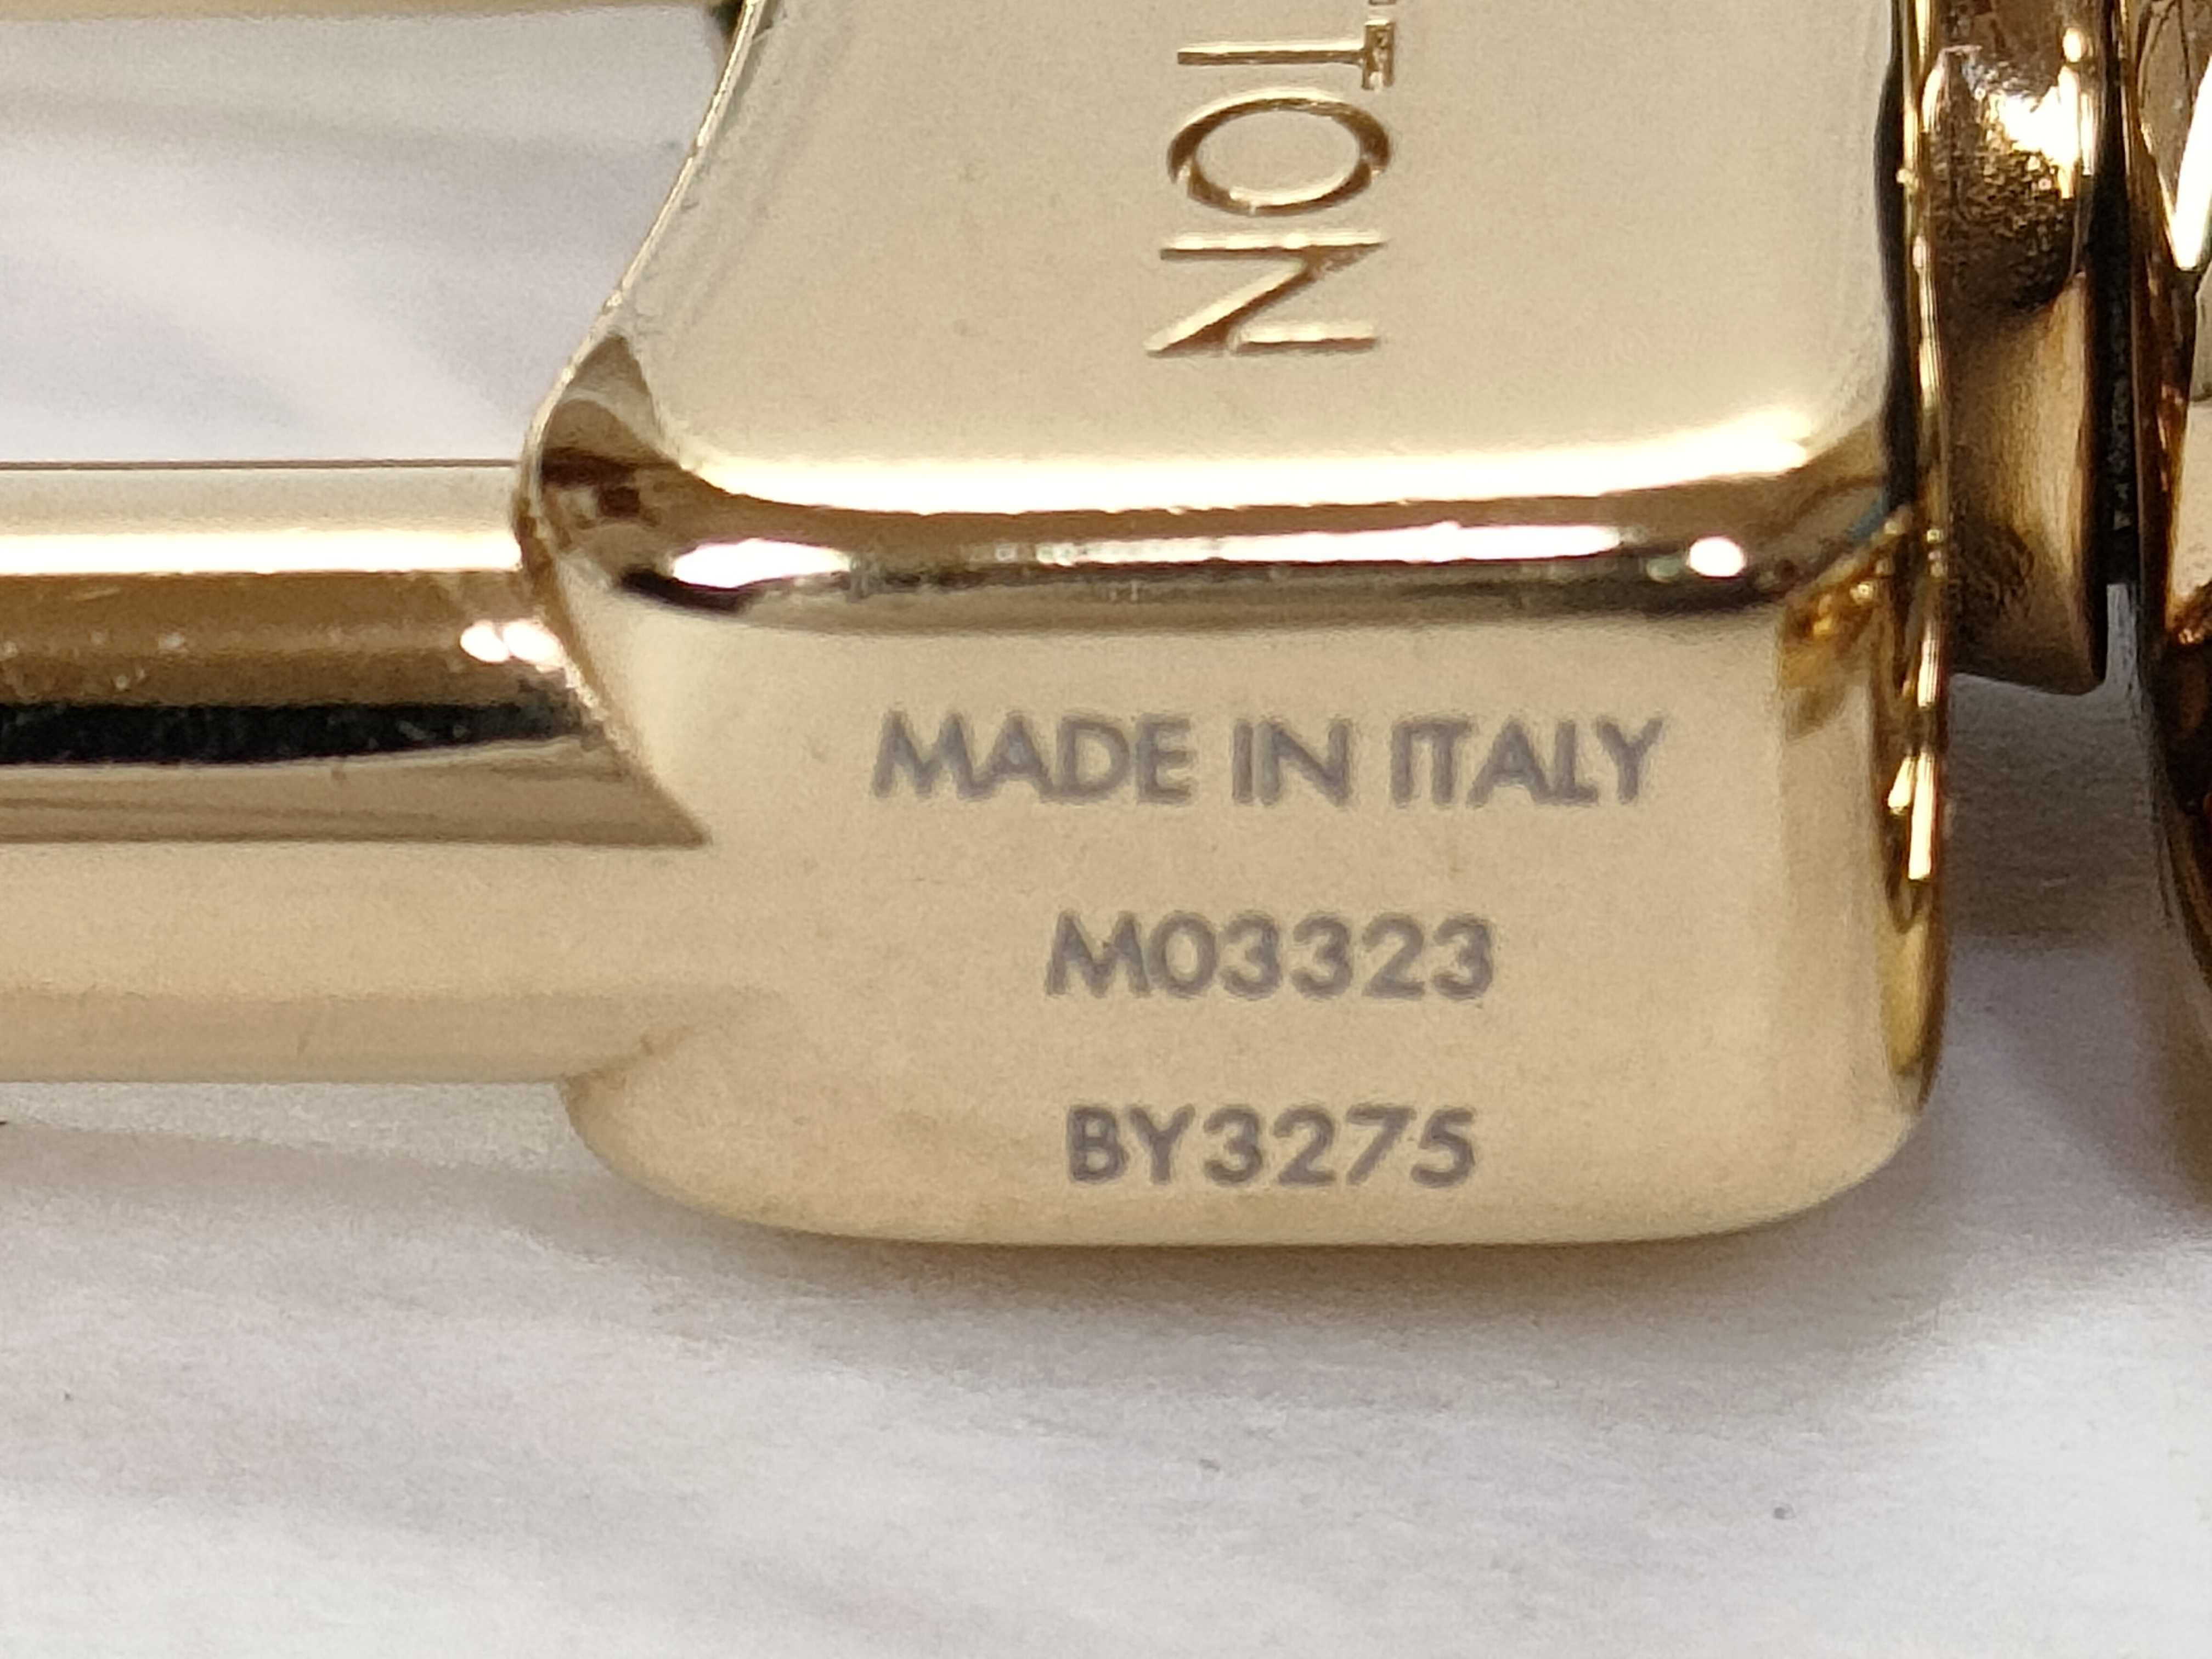 TON
MADE IN ITALY
M03323
BY3275